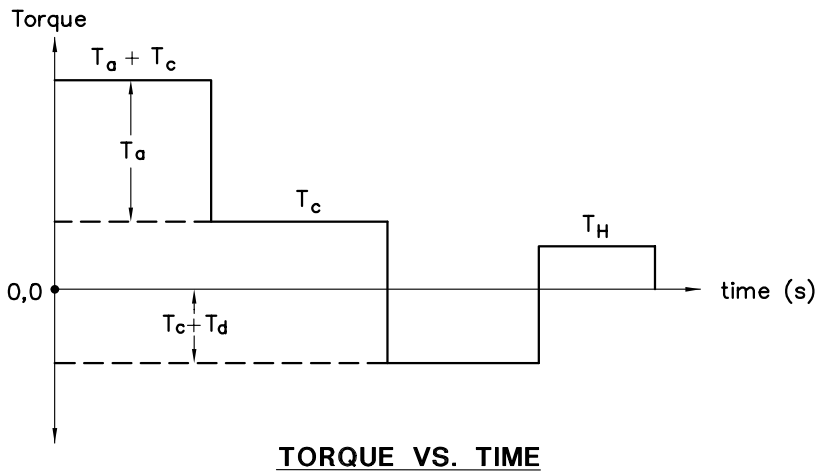 Torque
Ta + Tc
Ta
Tc
TH
0,0
time (s)
Tc+Td
TORQUE VS. TIME